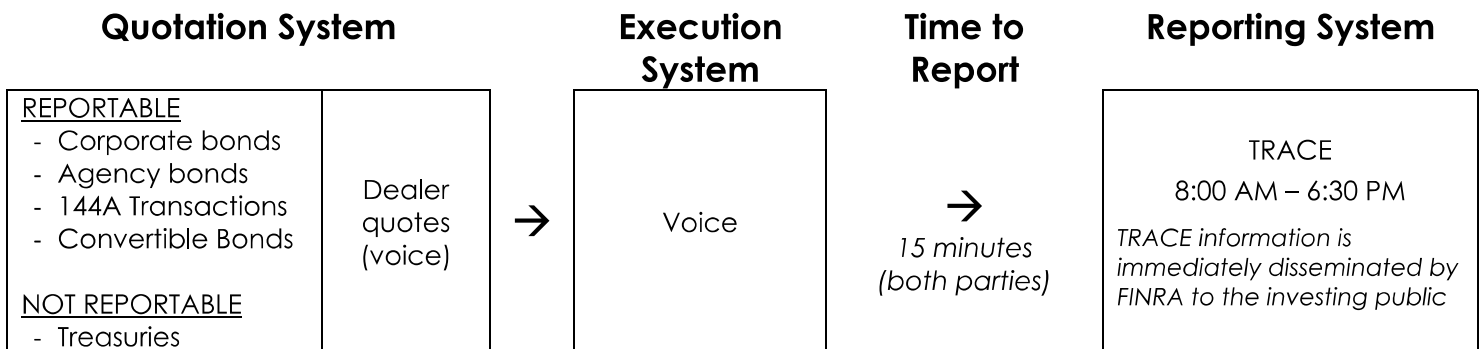 Quotation System
Execution
System
Time to
Report
Reporting System
REPORTABLE
- Corporate bonds
- Agency bonds
- 144A Transactions
- Convertible Bonds
NOT REPORTABLE
- Treasuries
Dealer
quotes
(voice)
→
Voice
→
15 minutes
(both parties)
TRACE
8:00 AM – 6:30 PM
TRACE information is
immediately disseminated by
FINRA to the investing public